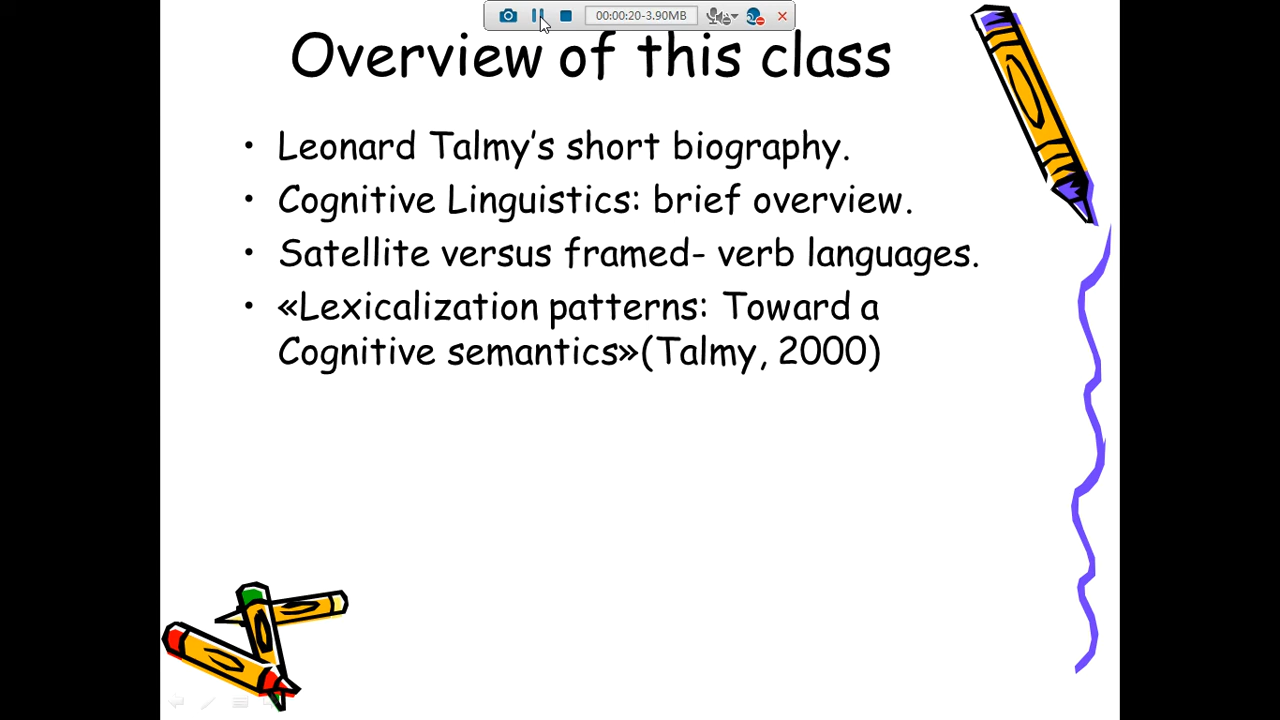 00:00:20-3.90MB
Overview of this class
• Leonard Talmy’s short biography.
• Cognitive Linguistics: brief overview.
• Satellite versus framed- verb languages.
• «Lexicalization patterns: Toward a
Cognitive semantics»(Talmy, 2000)